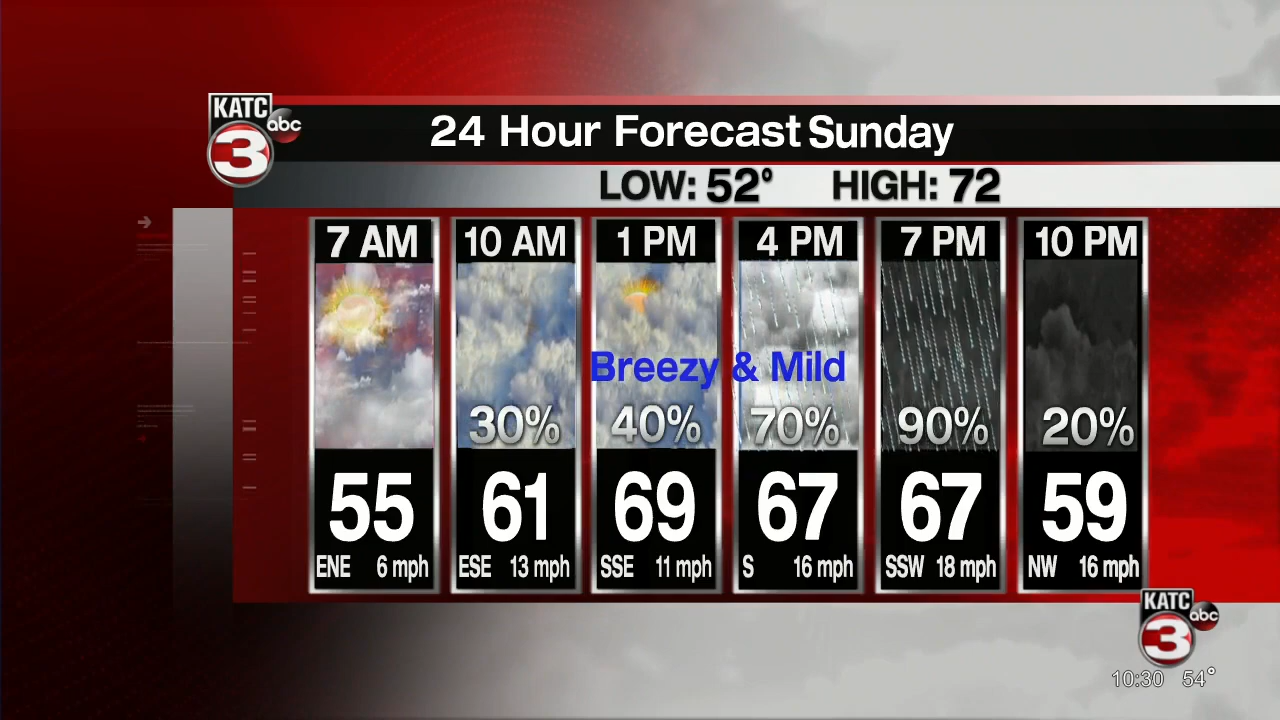 KATC
abc
3
24 Hour Forecast Sunday
LOW: 52° HIGH: 72
7 AM 10 AM 1 PM 4 PM 7 PM 10 PM
Breezy & Mild
30% 40% 70% 90% 20%
55 61 69 67 67 59
ENE 6 mph ESE 13 mph SSE 11 mph S 16 mph SSW 18 mph NW 16 mph
KATC
abc
3
10:30 54°